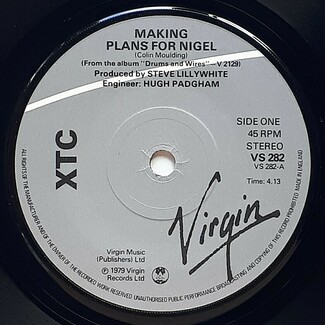 MAKING
PLANS FOR NIGEL
(Colin Moulding)
(From the album "Drums and Wires" – V 2129)
Produced by STEVE LILLYWHITE
Engineer: HUGH PADGHAM
XTC
SIDE ONE
45 RPM
STEREO
VS 282
VS 282-A
Time: 4.13
Virgin
Virgin Music
(Publishers) Ltd
℗ 1979 Virgin
Records Ltd
ALL RIGHTS OF THE MANUFACTURER AND OF THE OWNER OF THE RECORDED WORK RESERVED UNAUTHORISED PUBLIC PERFORMANCE BROADCASTING AND COPYING OF THIS RECORD PROHIBITED MADE IN ENGLAND